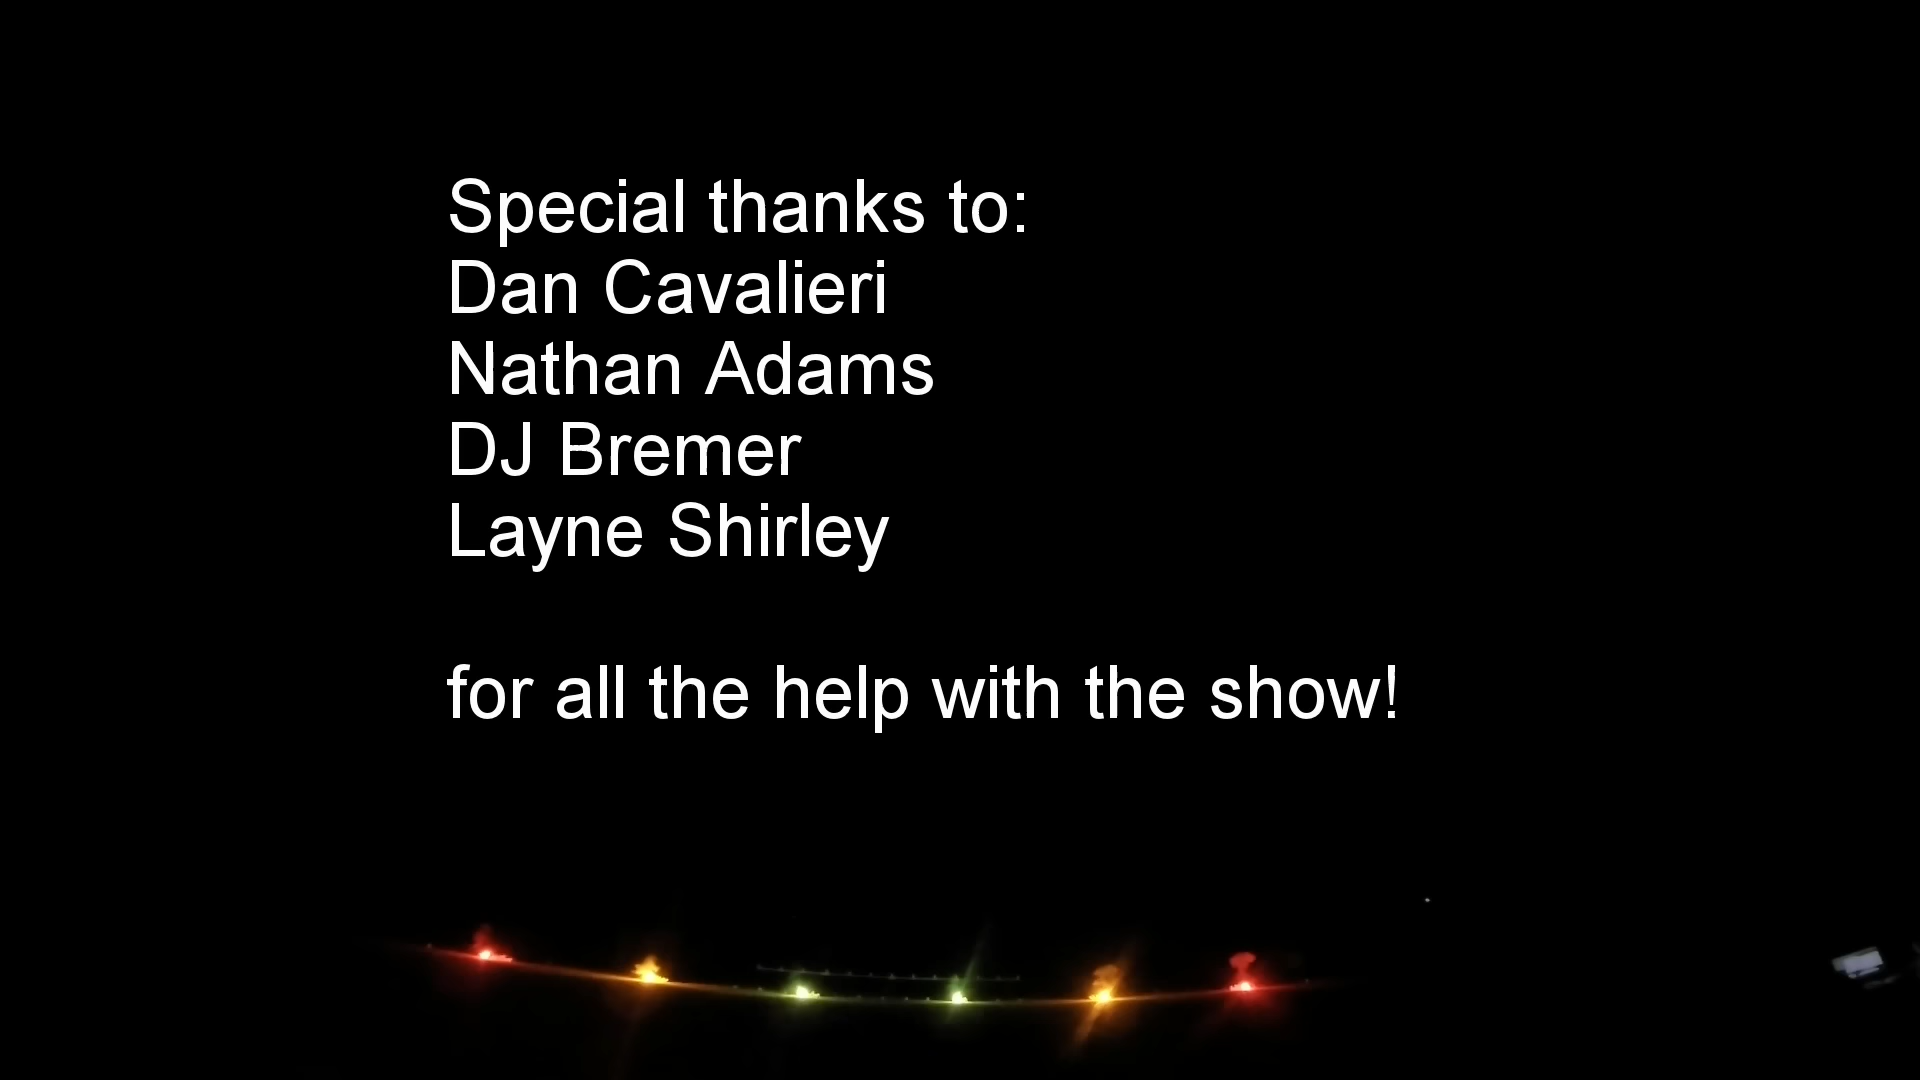 Special thanks to:
Dan Cavalieri
Nathan Adams
DJ Bremer
Layne Shirley
for all the help with the show!